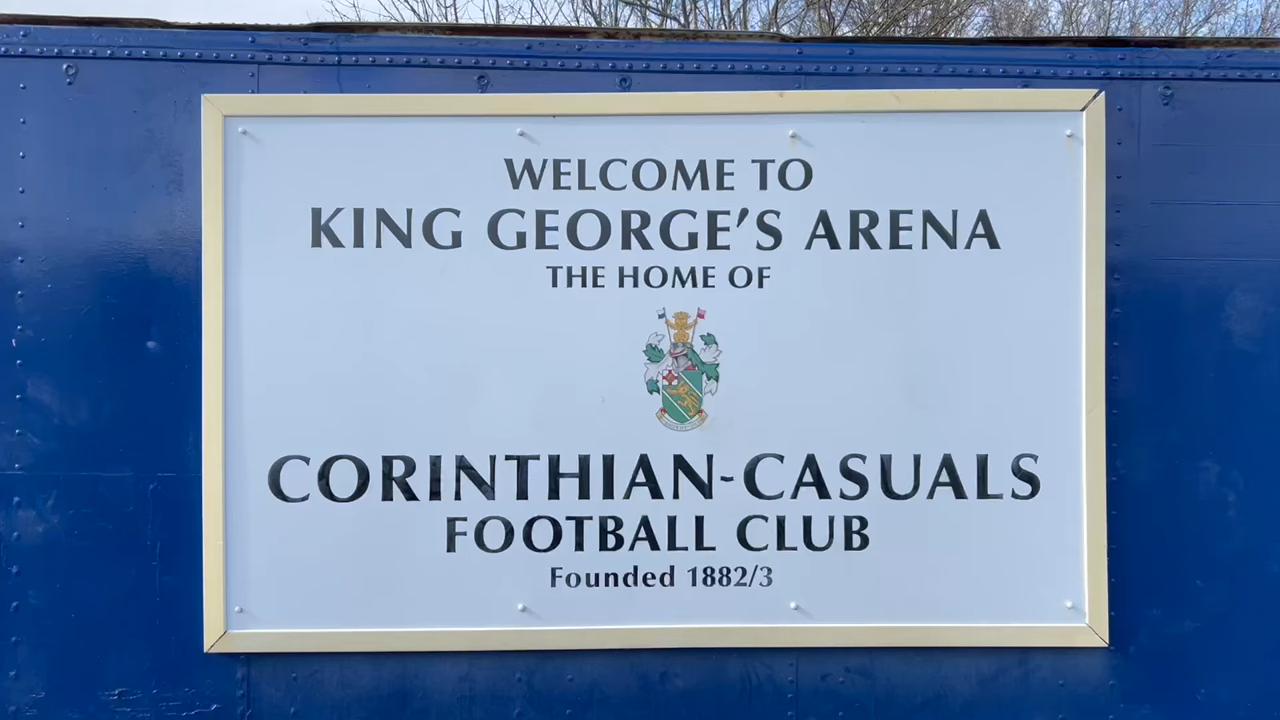 WELCOME TO
KING GEORGE'S ARENA
THE HOME OF
CORINTHIAN-CASUALS
FOOTBALL CLUB
Founded 1882/3